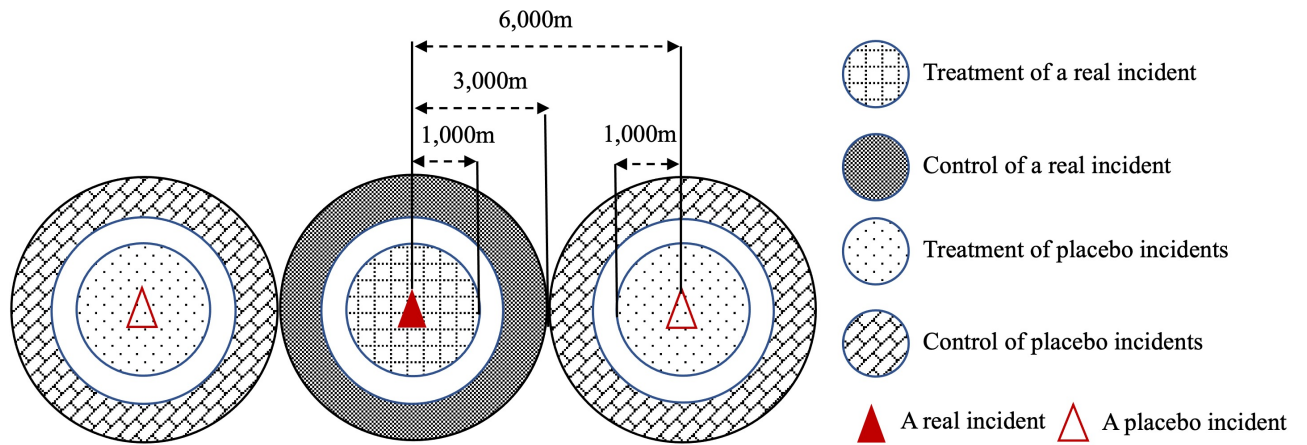 6,000m
3,000m
1,000m
1,000m
Treatment of a real incident
Control of a real incident
Treatment of placebo incidents
Control of placebo incidents
A real incident
A placebo incident